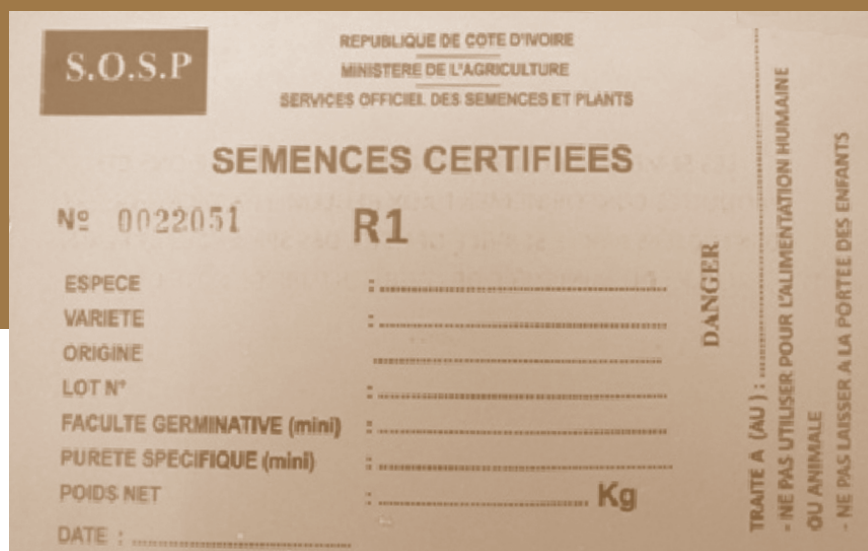 S.O.S.P
REPUBLIQUE DE COTE D'IVOIRE
MINISTERE DE L'AGRICULTURE
SERVICES OFFICIEL DES SEMENCES ET PLANTS
SEMENCES CERTIFIEES
Nº 0022051 R1
ESPECE :
VARIETE :
ORIGINE
LOT N° :
FACULTE GERMINATIVE (mini) :
PURETE SPECIFIQUE (mini) :
POIDS NET : Kg
DATE :
DANGER
TRAITE A (AU) :
- NE PAS UTILISER POUR L'ALIMENTATION HUMAINE
OU ANIMALE
- NE PAS LAISSER A LA PORTEE DES ENFANTS